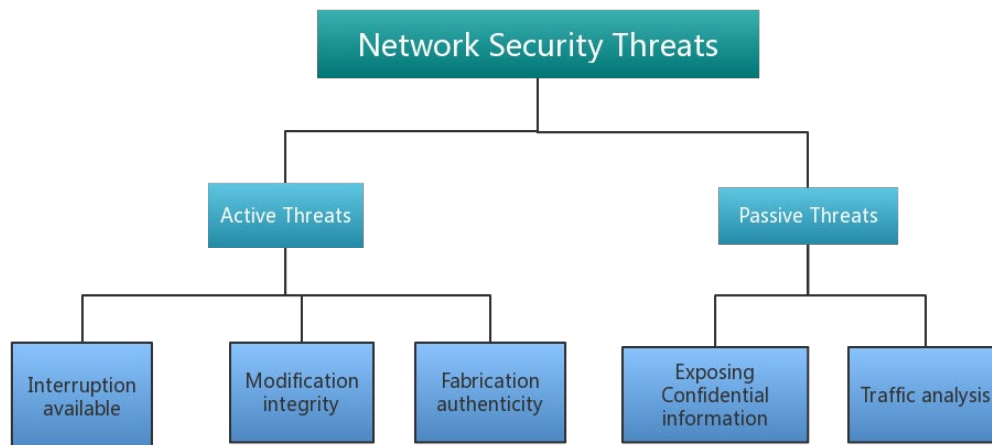 Network Security Threats
Active Threats
Passive Threats
Interruption
available
Modification
integrity
Fabrication
authenticity
Exposing
Confidential
information
Traffic analysis